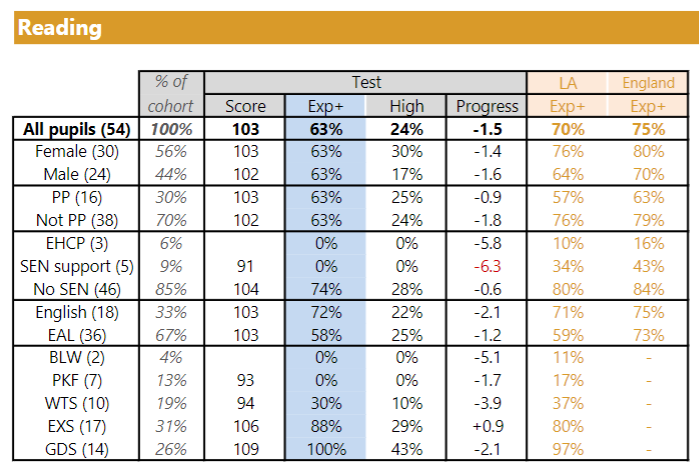 Reading
% of Test LA England
cohort Score Exp+ High Progress Exp+ Exp+
All pupils (54) 100% 103 63% 24% -1.5 70% 75%
Female (30) 56% 103 63% 30% -1.4 76% 80%
Male (24) 44% 102 63% 17% -1.6 64% 70%
PP (16) 30% 103 63% 25% -0.9 57% 63%
Not PP (38) 70% 102 63% 24% -1.8 76% 79%
EHCP (3) 6% 0% 0% -5.8 10% 16%
SEN support (5) 9% 91 0% 0% -6.3 34% 43%
No SEN (46) 85% 104 74% 28% -0.6 80% 84%
English (18) 33% 103 72% 22% -2.1 71% 75%
EAL (36) 67% 103 58% 25% -1.2 59% 73%
BLW (2) 4% 0% 0% -5.1 11% -
PKF (7) 13% 93 0% 0% -1.7 17% -
WTS (10) 19% 94 30% 10% -3.9 37% -
EXS (17) 31% 106 88% 29% +0.9 80% -
GDS (14) 26% 109 100% 43% -2.1 97% -